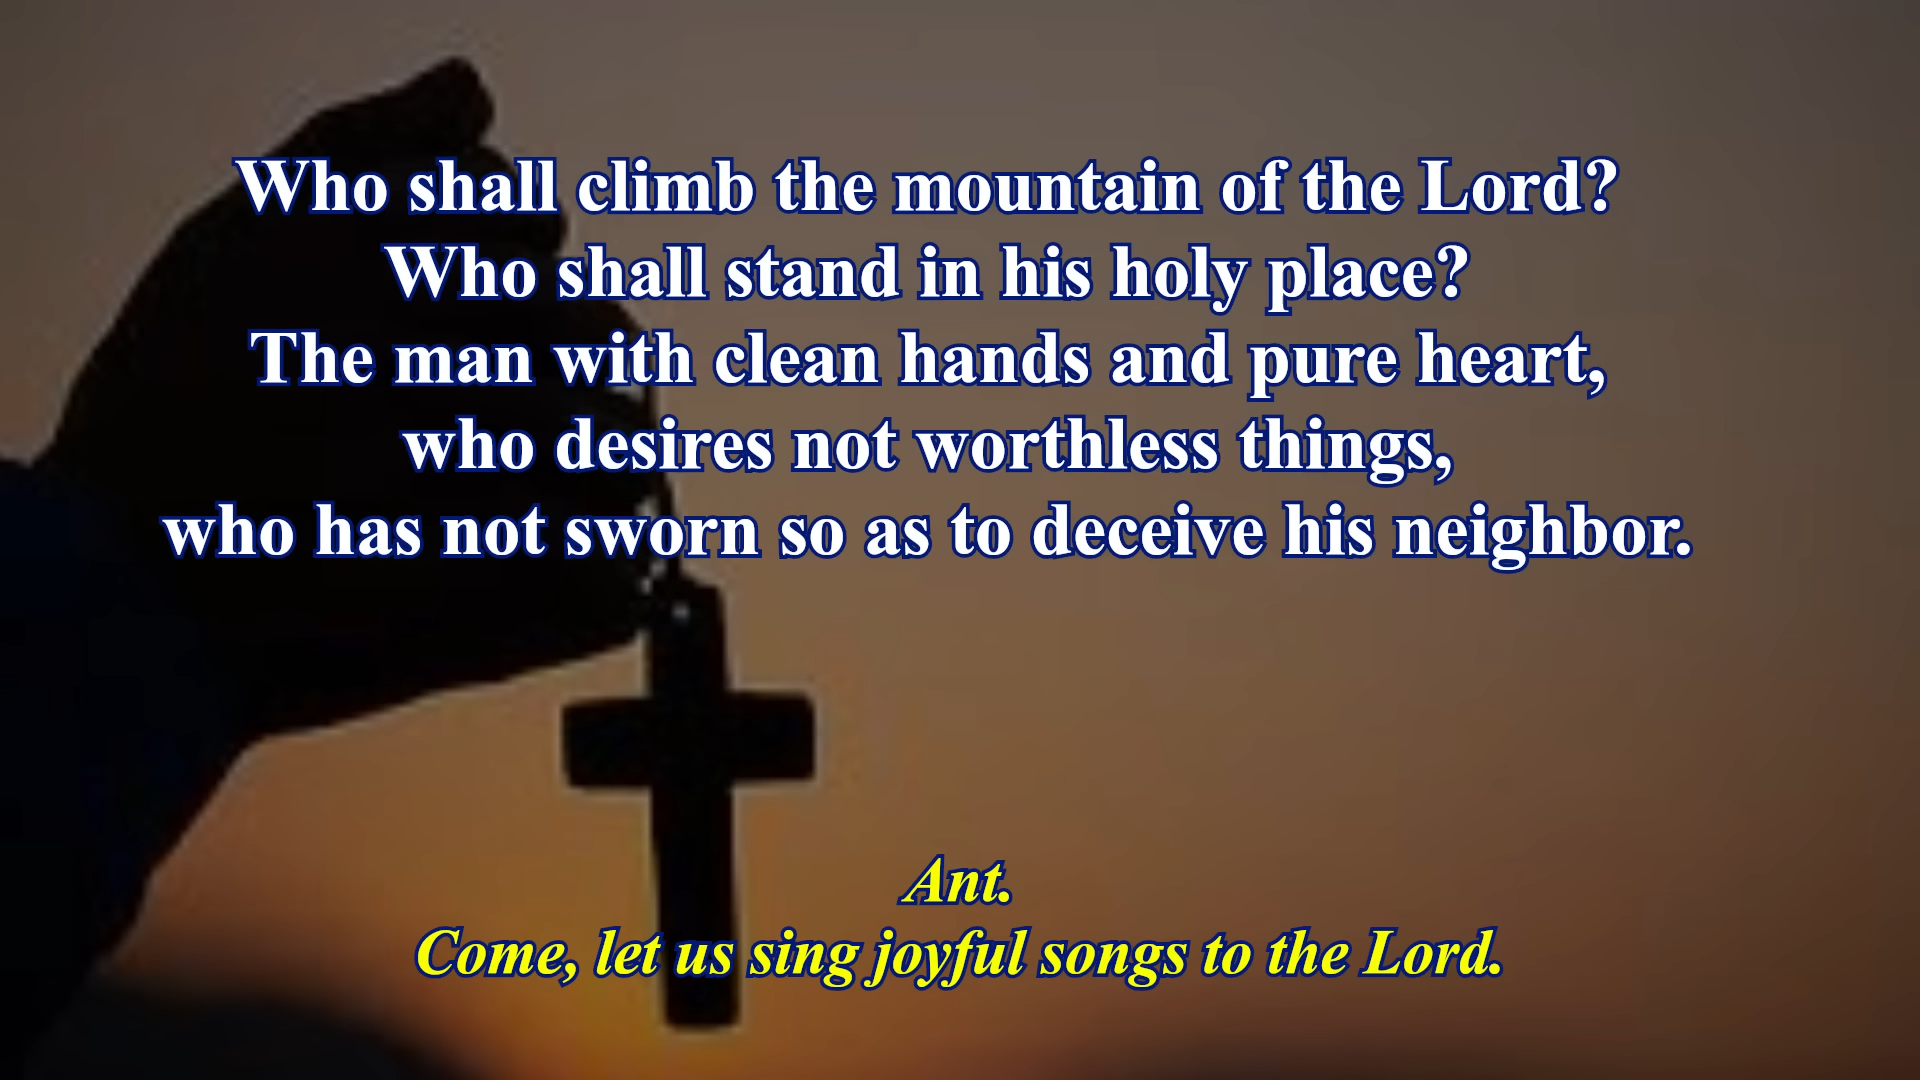 Who shall climb the mountain of the Lord?
Who shall stand in his holy place?
The man with clean hands and pure heart,
who desires not worthless things,
who has not sworn so as to deceive his neighbor.
Ant.
Come, let us sing joyful songs to the Lord.